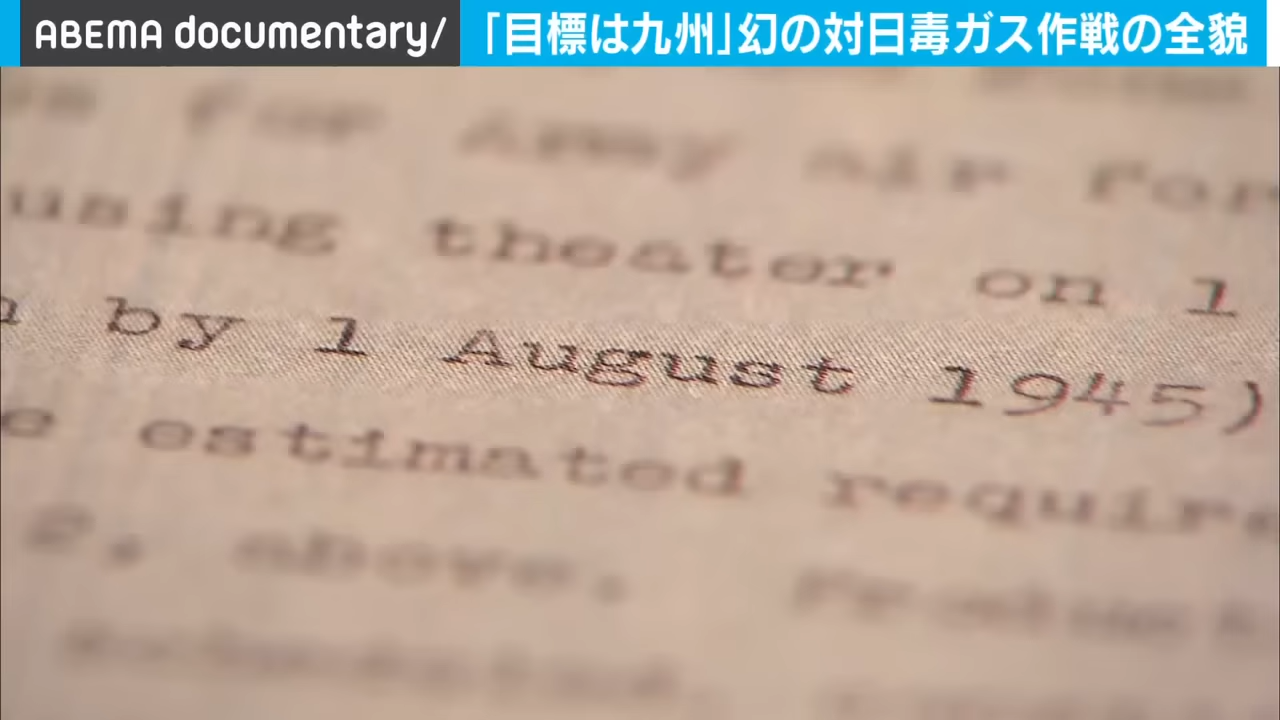 ABEMA documentary/
「目標は九州」幻の対日毒ガス作戦の全貌
for Army air for
using theater on 1
by 1 August 1945)
e estimated require
2, above.